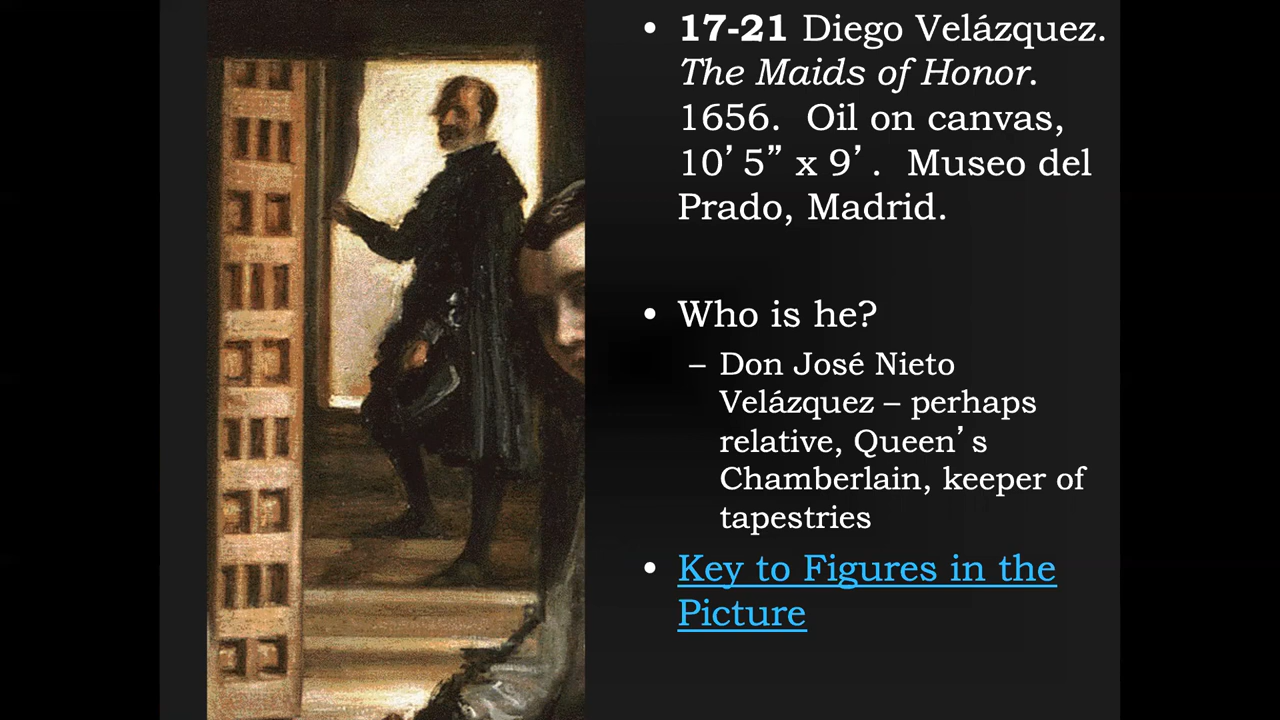 • 17-21 Diego Velázquez.
The Maids of Honor.
1656.  Oil on canvas,
10’ 5” x 9’.  Museo del
Prado, Madrid.
• Who is he?
– Don José Nieto
Velázquez – perhaps
relative, Queen’s
Chamberlain, keeper of
tapestries
• Key to Figures in the
Picture